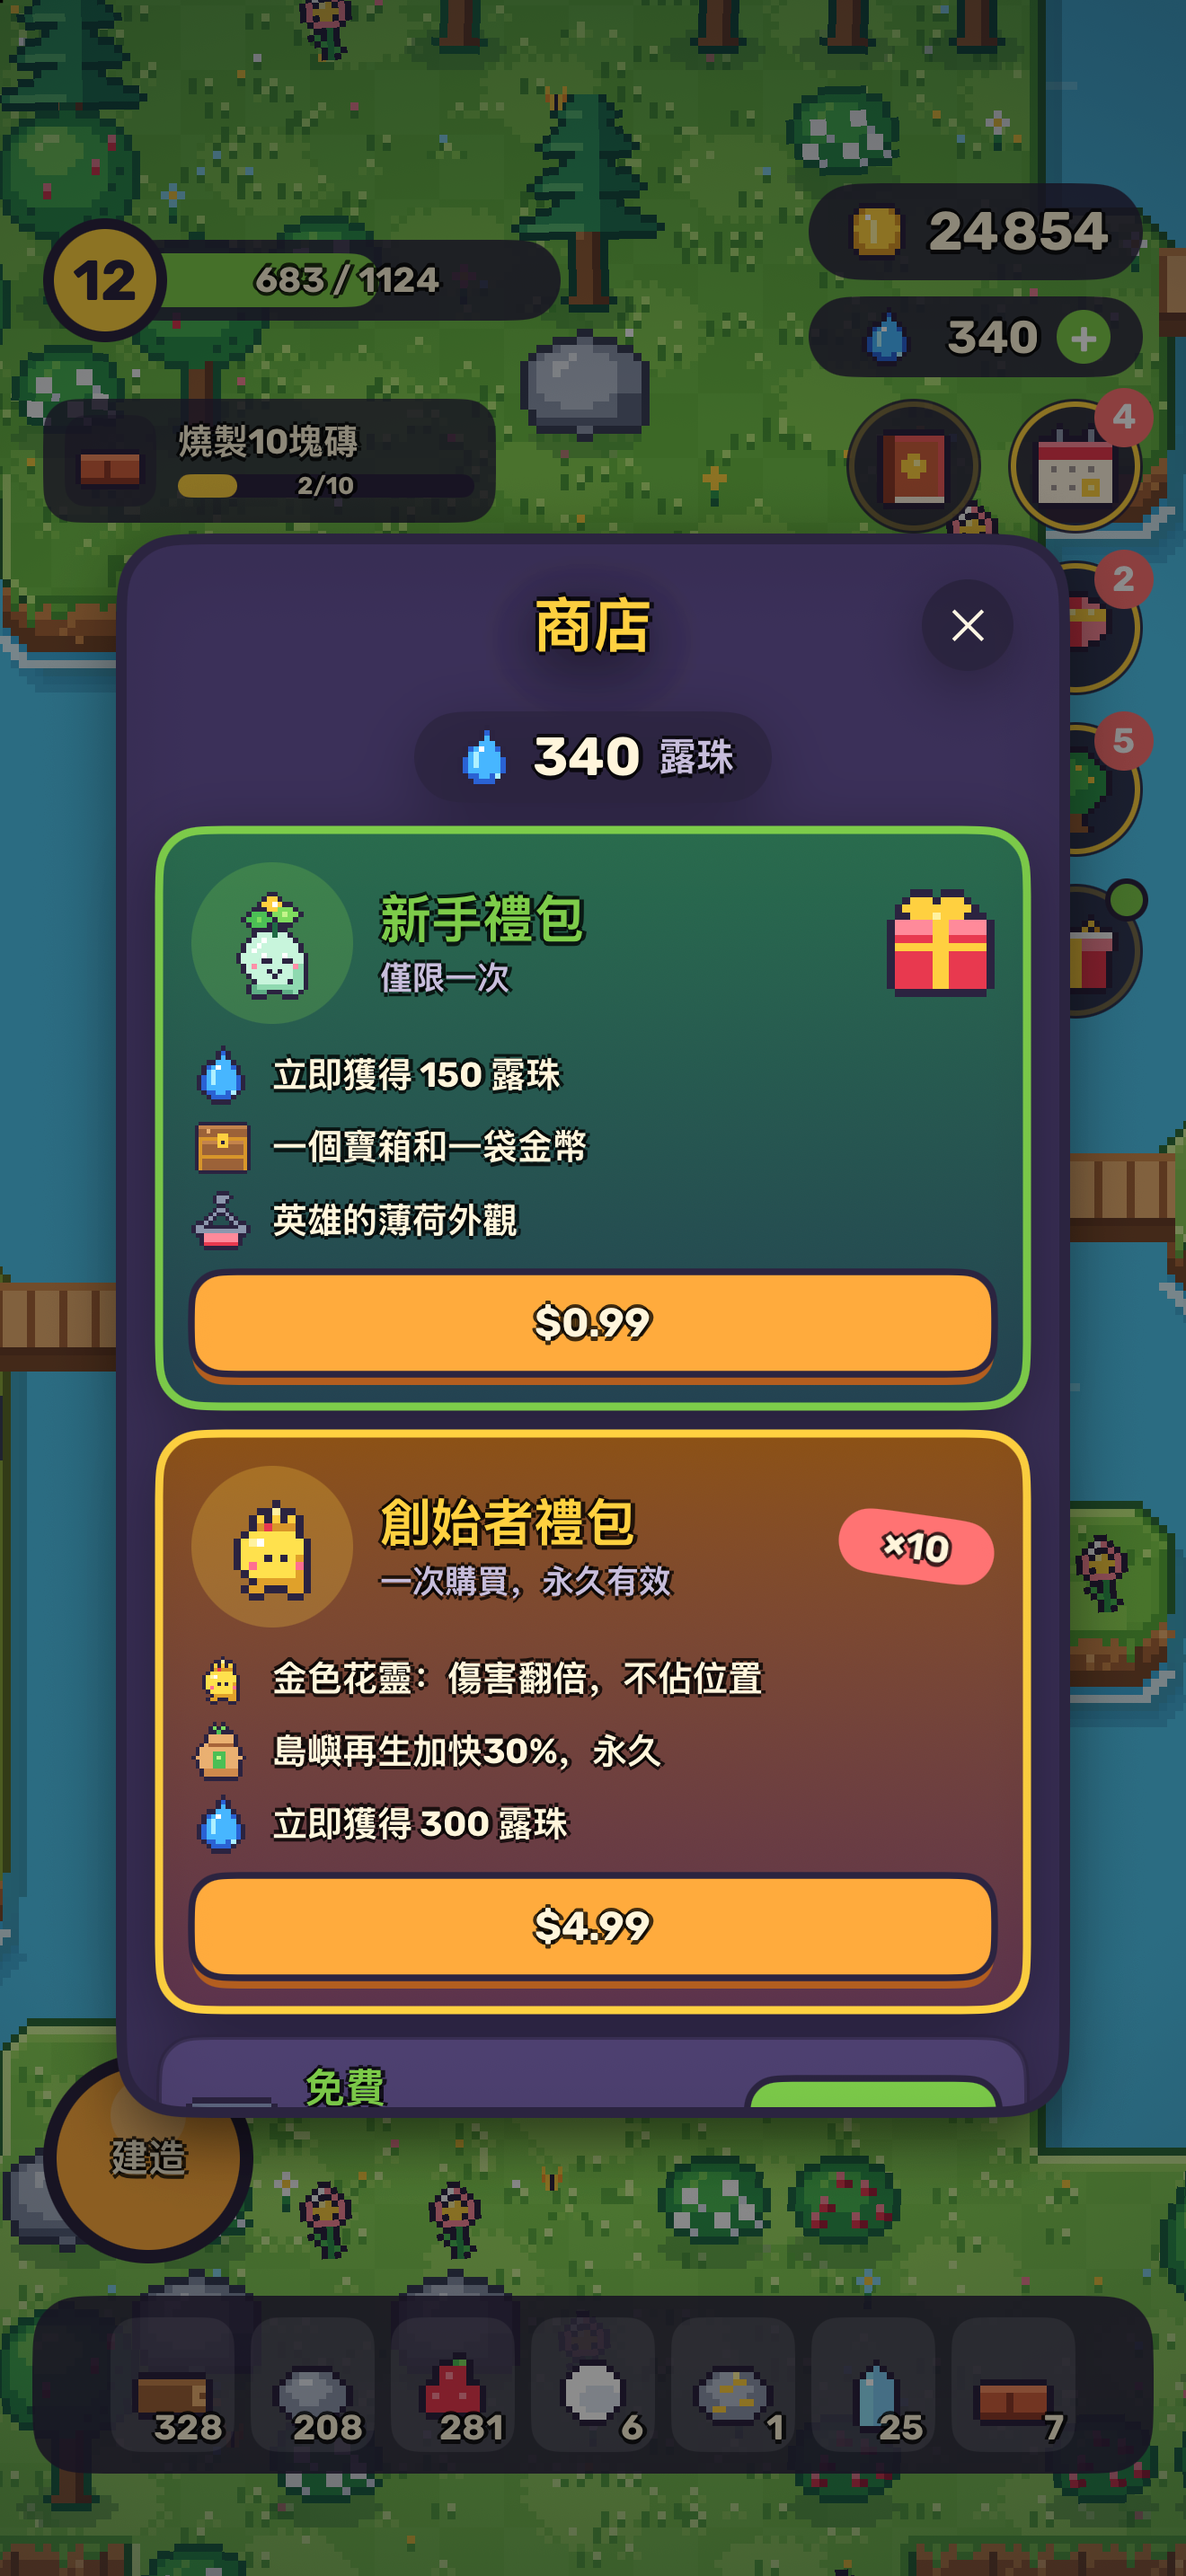 24854
12
683 / 1124
340
+
燒製10塊磚
2/10
4
2
5
商店
340 露珠
新手禮包
僅限一次
立即獲得 150 露珠
一個寶箱和一袋金幣
英雄的薄荷外觀
$0.99
創始者禮包
×10
一次購買，永久有效
金色花靈：傷害翻倍，不佔位置
島嶼再生加快30%，永久
立即獲得 300 露珠
$4.99
免費
建造
328
208
281
6
1
25
7